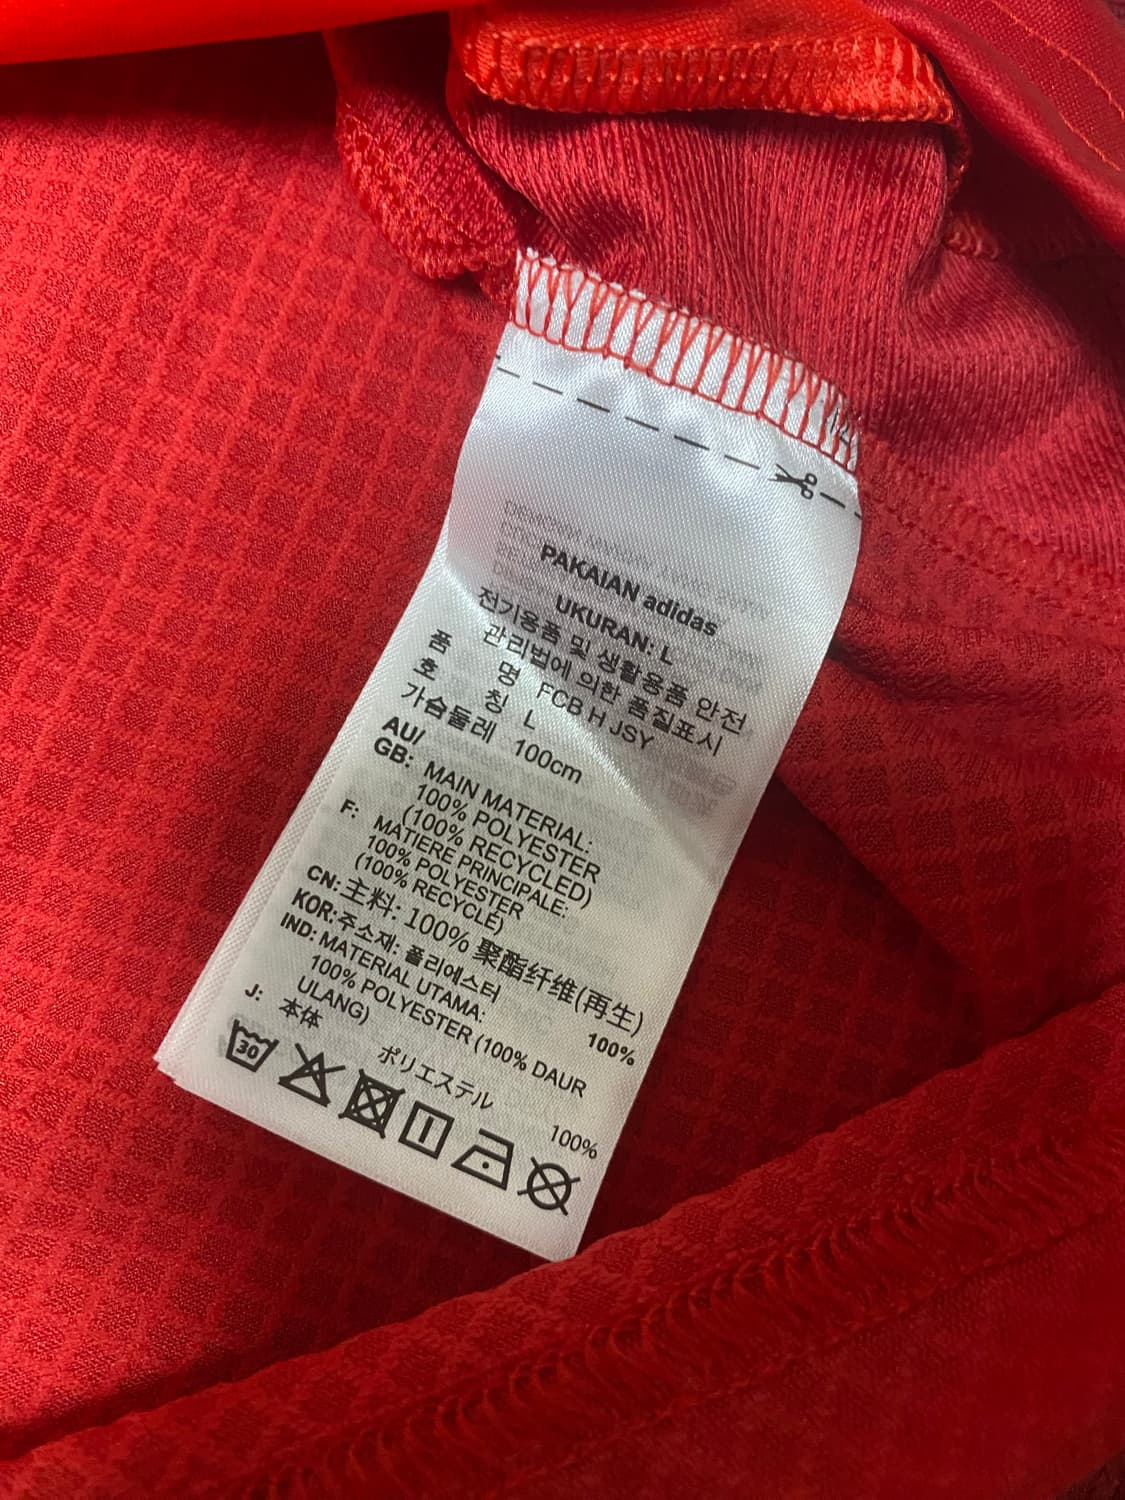 PAKAIAN adidas
UKURAN: L
전기용품 및 생활용품 안전
관리법에 의한 품질표시
품 명 FCB H JSY
호 칭 L
가슴둘레 100cm
AU/
GB: MAIN MATERIAL:
100% POLYESTER
(100% RECYCLED)
F: MATIERE PRINCIPALE:
100% POLYESTER
(100% RECYCLÉ)
CN: 主料: 100% 聚酯纤维(再生)
KOR: 주소재: 폴리에스터 100%
IND: MATERIAL UTAMA:
100% POLYESTER (100% DAUR
ULANG)
J: 本体
ポリエステル 100%
30